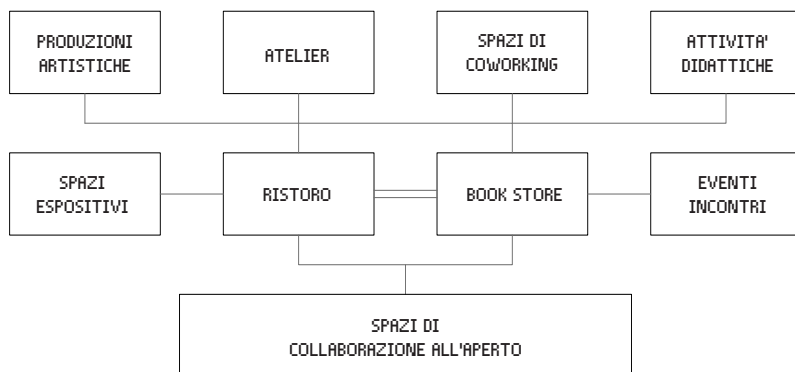 PRODUZIONI
ARTISTICHE
ATELIER
SPAZI DI
COWORKING
ATTIVITA'
DIDATTICHE
SPAZI
ESPOSITIVI
RISTORO
BOOK STORE
EVENTI
INCONTRI
SPAZI DI
COLLABORAZIONE ALL'APERTO